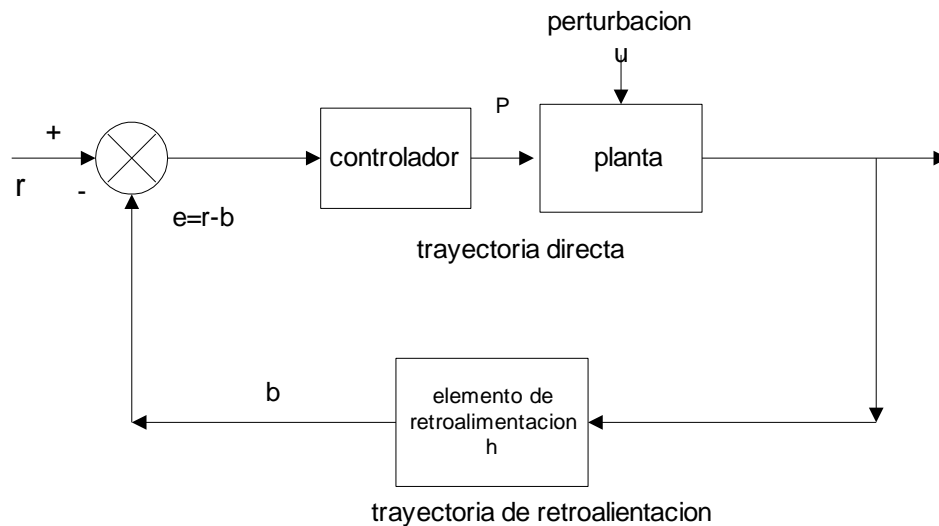 perturbacion
u
+
r
-
e=r-b
controlador
P
planta
trayectoria directa
b
elemento de
retroalimentacion
h
trayectoria de retroalientacion